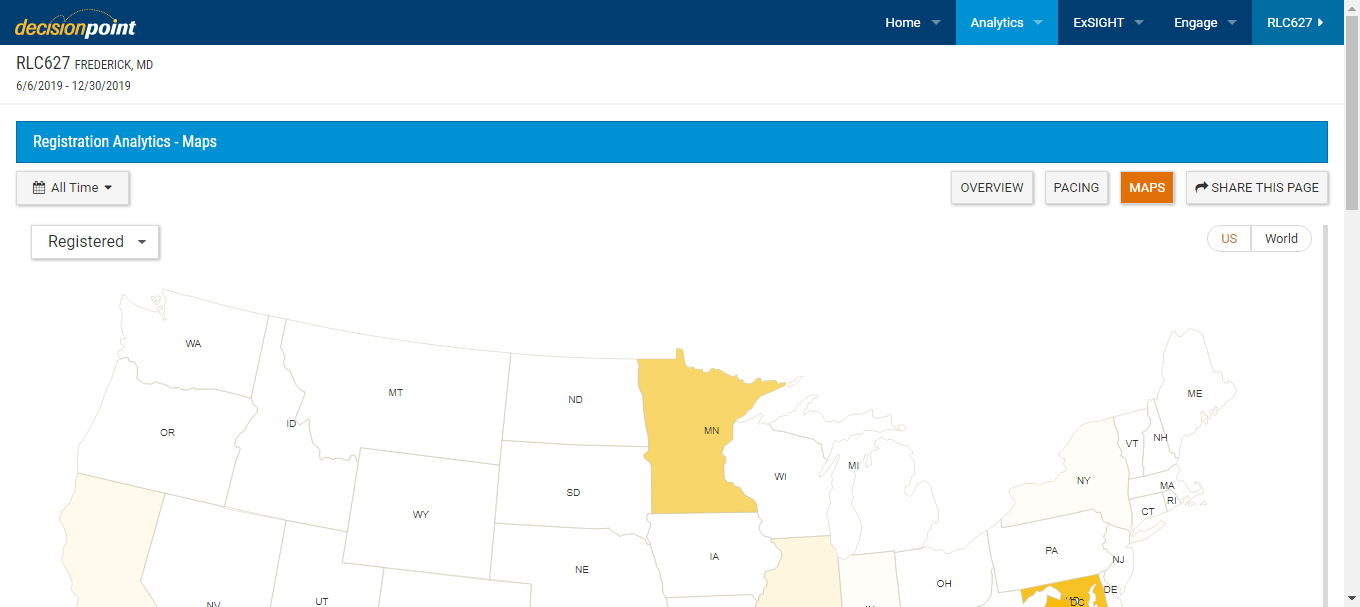 decisionpoint
Home Analytics ExSIGHT Engage RLC627
RLC627 FREDERICK, MD
6/6/2019 - 12/30/2019
Registration Analytics - Maps
All Time OVERVIEW PACING MAPS SHARE THIS PAGE
Registered US World
WA
MT
ME
ND
ID
MN
OR
NH
VT
MI
WI
NY
MA
SD
RI
CT
WY
PA
IA
NJ
NE
OH
DE
UT
DC
NV